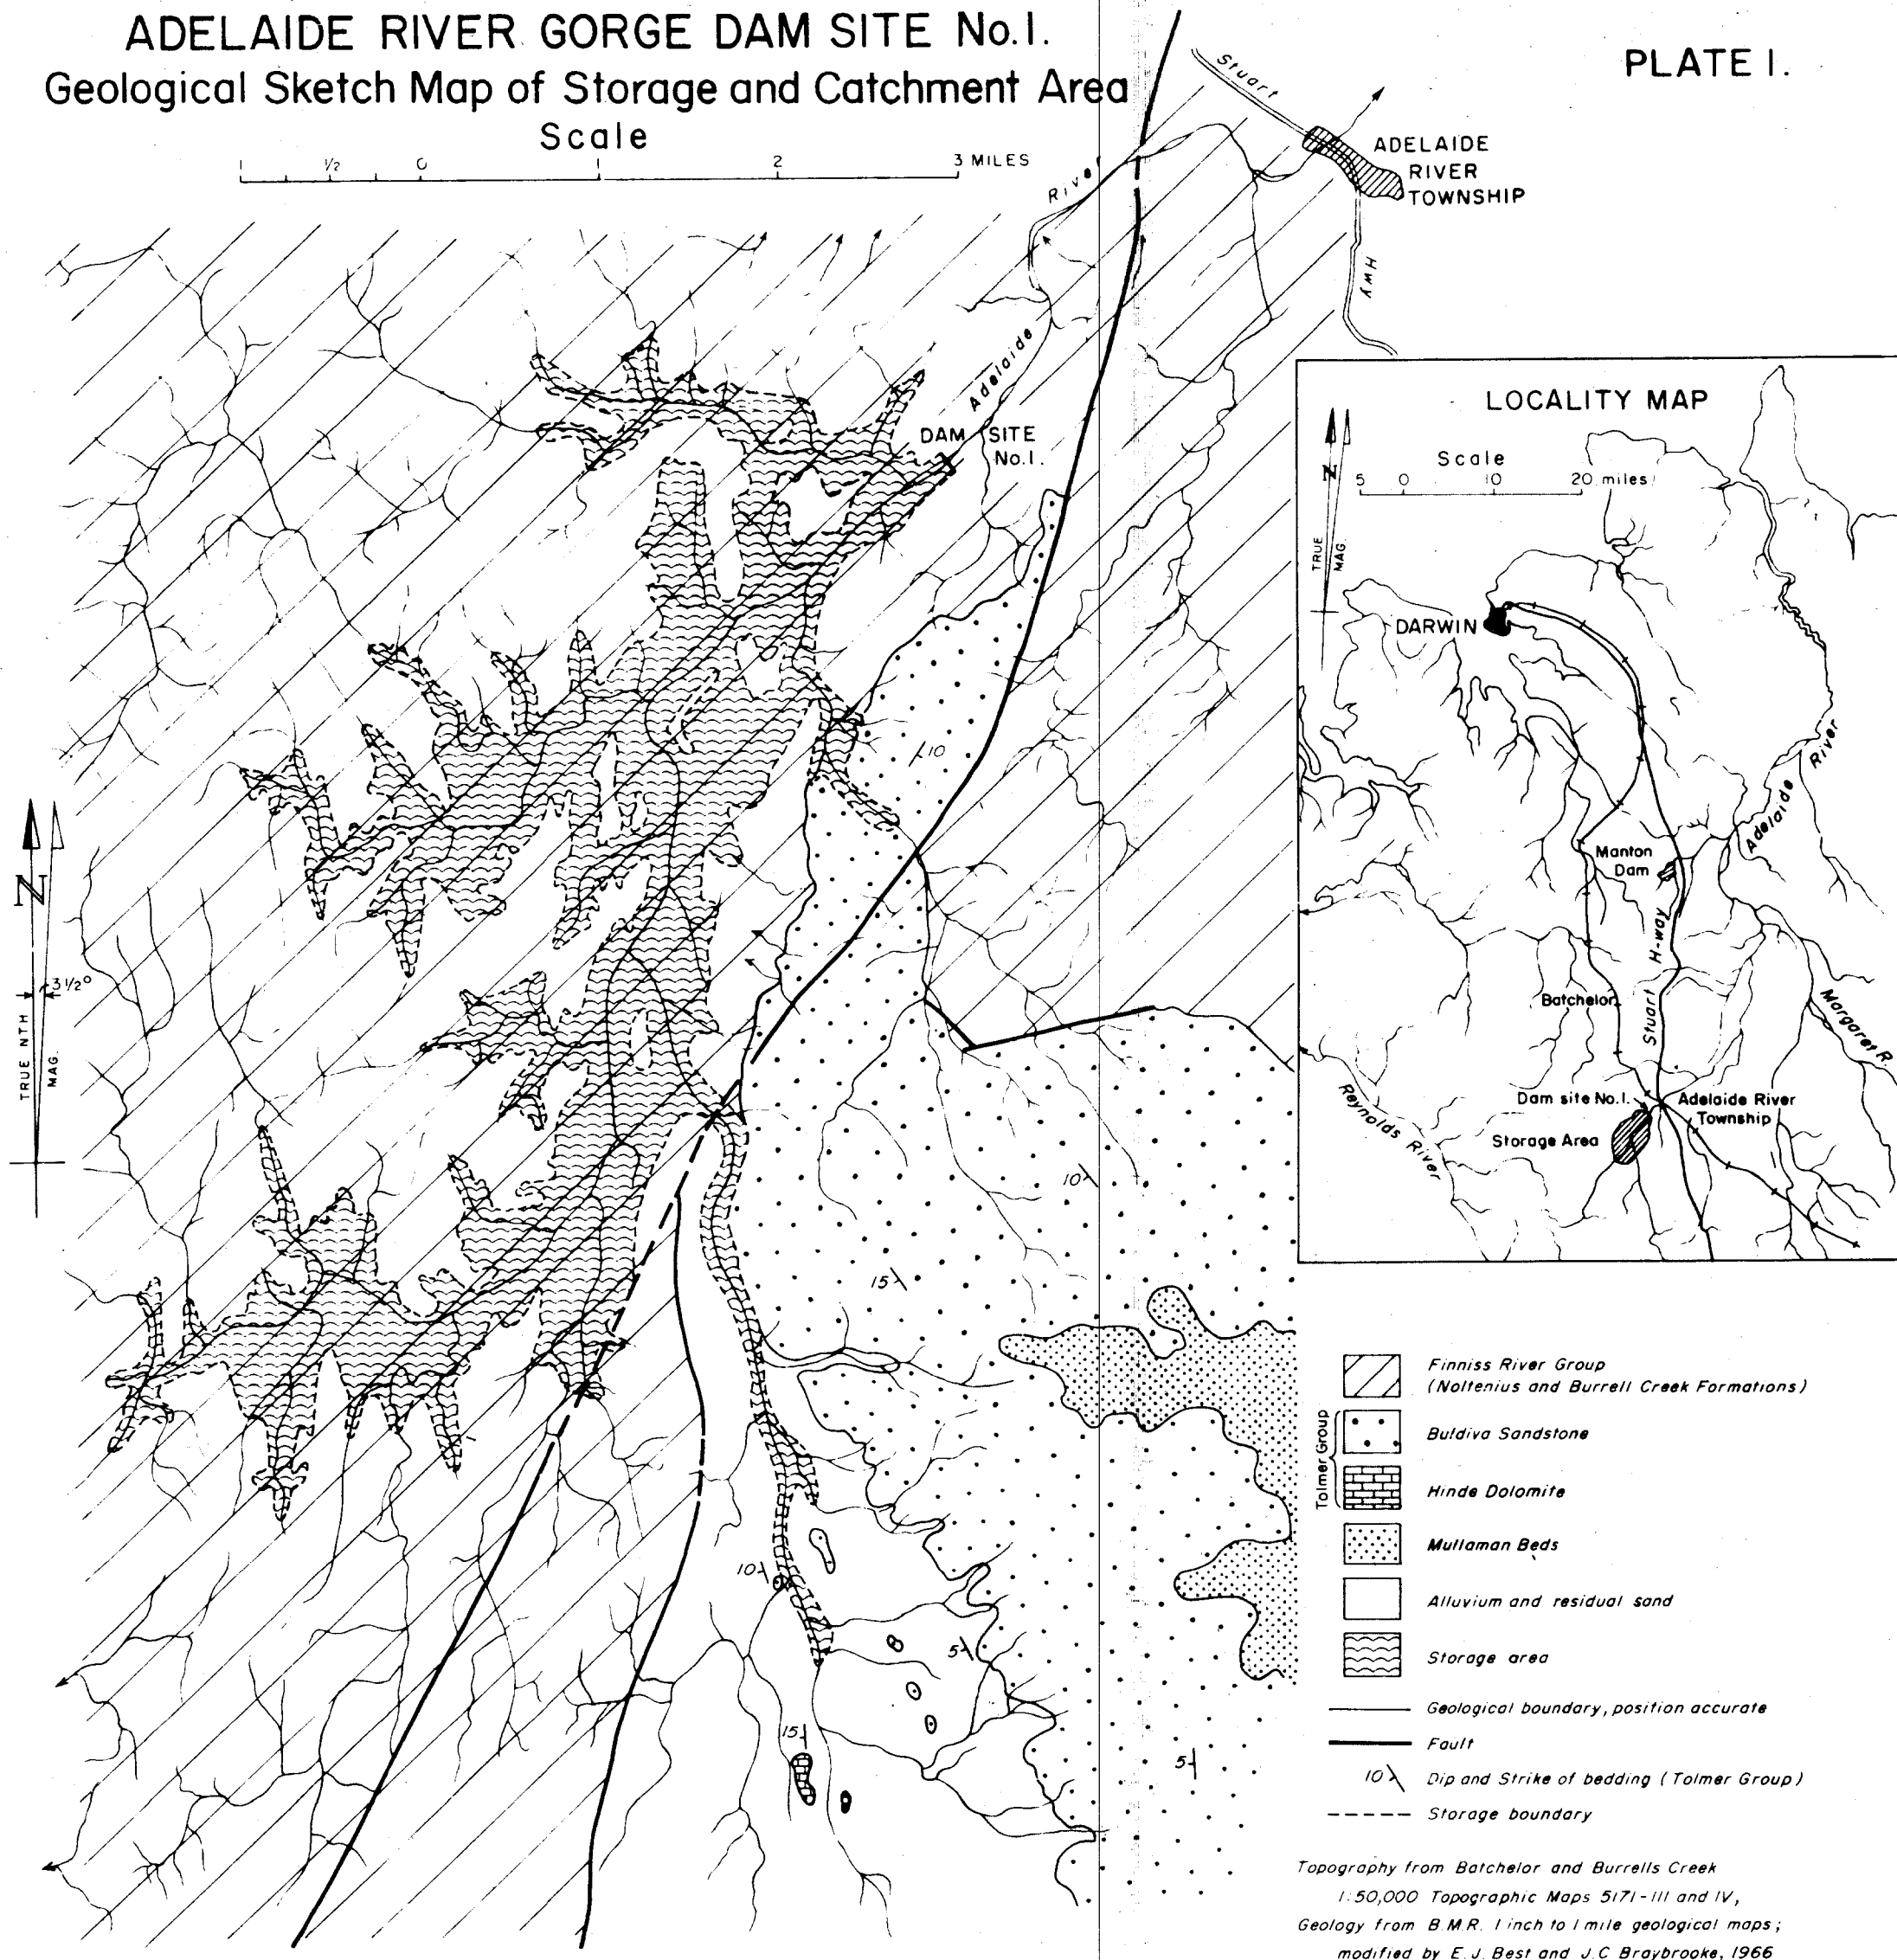 ADELAIDE RIVER GORGE DAM SITE No.1.
Geological Sketch Map of Storage and Catchment Area
Scale
1 ½ 0 1 2 3 MILES
PLATE 1.
Stuart
ADELAIDE
RIVER
TOWNSHIP
HWY
River
Adelaide
DAM SITE
No.1.
10
10
15
10
5
15
5
N
3½°
TRUE NTH
MAG.
LOCALITY MAP
Scale
5 0 10 20 miles
N
TRUE
MAG.
DARWIN
Adelaide River
Manton
Dam
Stuart H-way
Batchelor
Margaret R.
Reynolds River
Dam site No.1.
Adelaide River
Township
Storage Area
Finniss River Group
(Noltenius and Burrell Creek Formations)
Tolmer Group
Buldiva Sandstone
Hinde Dolomite
Mullaman Beds
Alluvium and residual sand
Storage area
Geological boundary, position accurate
Fault
10 Dip and Strike of bedding (Tolmer Group)
Storage boundary
Topography from Batchelor and Burrells Creek
1:50,000 Topographic Maps 5171-III and IV,
Geology from B.M.R. 1 inch to 1 mile geological maps;
modified by E.J. Best and J.C Braybrooke, 1966